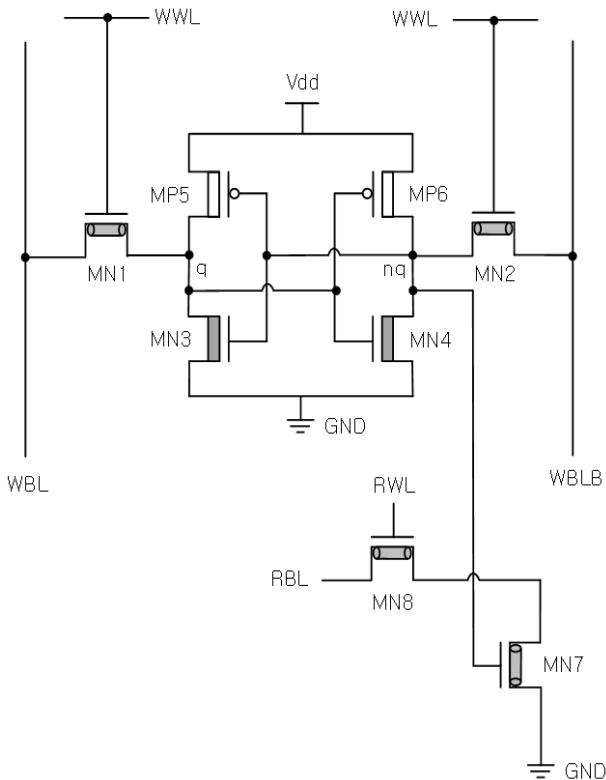 WWL
WWL
Vdd
MP5
MP6
MN1
q
nq
MN2
MN3
MN4
GND
WBL
WBLB
RWL
RBL
MN8
MN7
GND